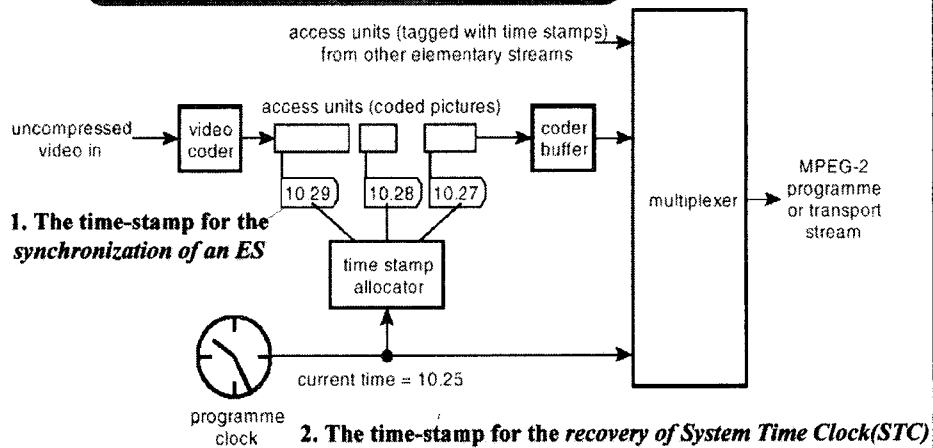 access units (tagged with time stamps)
from other elementary streams
access units (coded pictures)
uncompressed
video in
video
coder
coder
buffer
multiplexer
MPEG-2
programme
or transport
stream
10.29
10.28
10.27
1. The time-stamp for the
synchronization of an ES
time stamp
allocator
current time = 10.25
programme
clock
2. The time-stamp for the recovery of System Time Clock(STC)